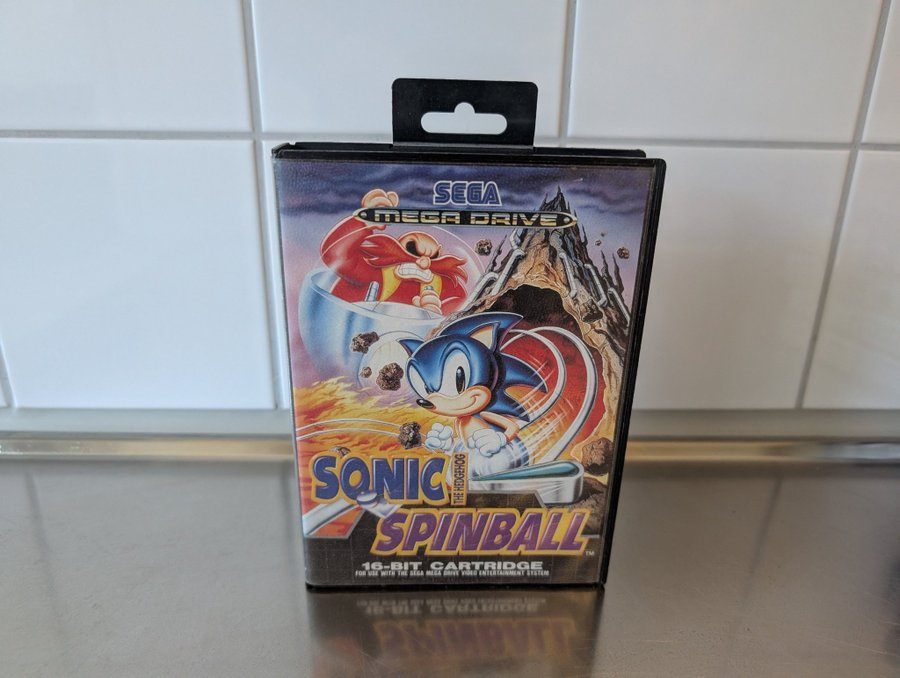 SEGA
MEGA DRIVE
SONIC
THE HEDGEHOG
SPINBALL™
16-BIT CARTRIDGE
FOR USE WITH THE SEGA MEGA DRIVE VIDEO ENTERTAINMENT SYSTEM